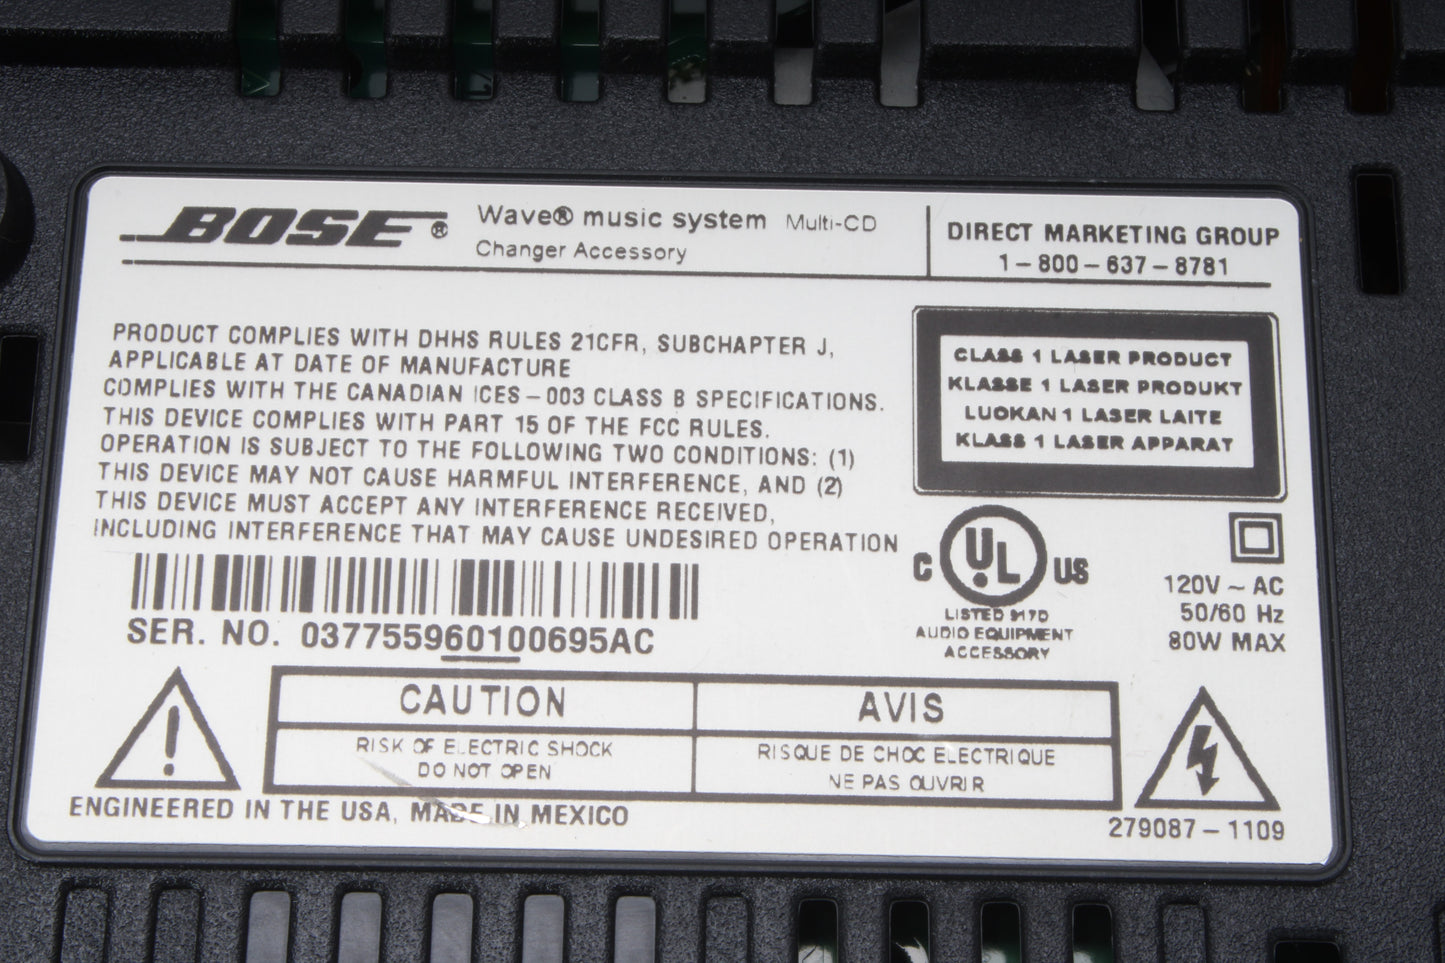 BOSE® Wave® music system Multi-CD
Changer Accessory
DIRECT MARKETING GROUP
1-800-637-8781
PRODUCT COMPLIES WITH DHHS RULES 21CFR, SUBCHAPTER J,
APPLICABLE AT DATE OF MANUFACTURE
COMPLIES WITH THE CANADIAN ICES-003 CLASS B SPECIFICATIONS.
THIS DEVICE COMPLIES WITH PART 15 OF THE FCC RULES.
OPERATION IS SUBJECT TO THE FOLLOWING TWO CONDITIONS: (1)
THIS DEVICE MAY NOT CAUSE HARMFUL INTERFERENCE, AND (2)
THIS DEVICE MUST ACCEPT ANY INTERFERENCE RECEIVED,
INCLUDING INTERFERENCE THAT MAY CAUSE UNDESIRED OPERATION
CLASS 1 LASER PRODUCT
KLASSE 1 LASER PRODUKT
LUOKAN 1 LASER LAITE
KLASS 1 LASER APPARAT
C UL US
LISTED 917D
AUDIO EQUIPMENT
ACCESSORY
120V ~ AC
50/60 Hz
80W MAX
SER. NO. 037755960100695AC
CAUTION
RISK OF ELECTRIC SHOCK
DO NOT OPEN
AVIS
RISQUE DE CHOC ELECTRIQUE
NE PAS OUVRIR
ENGINEERED IN THE USA, MADE IN MEXICO
279087-1109